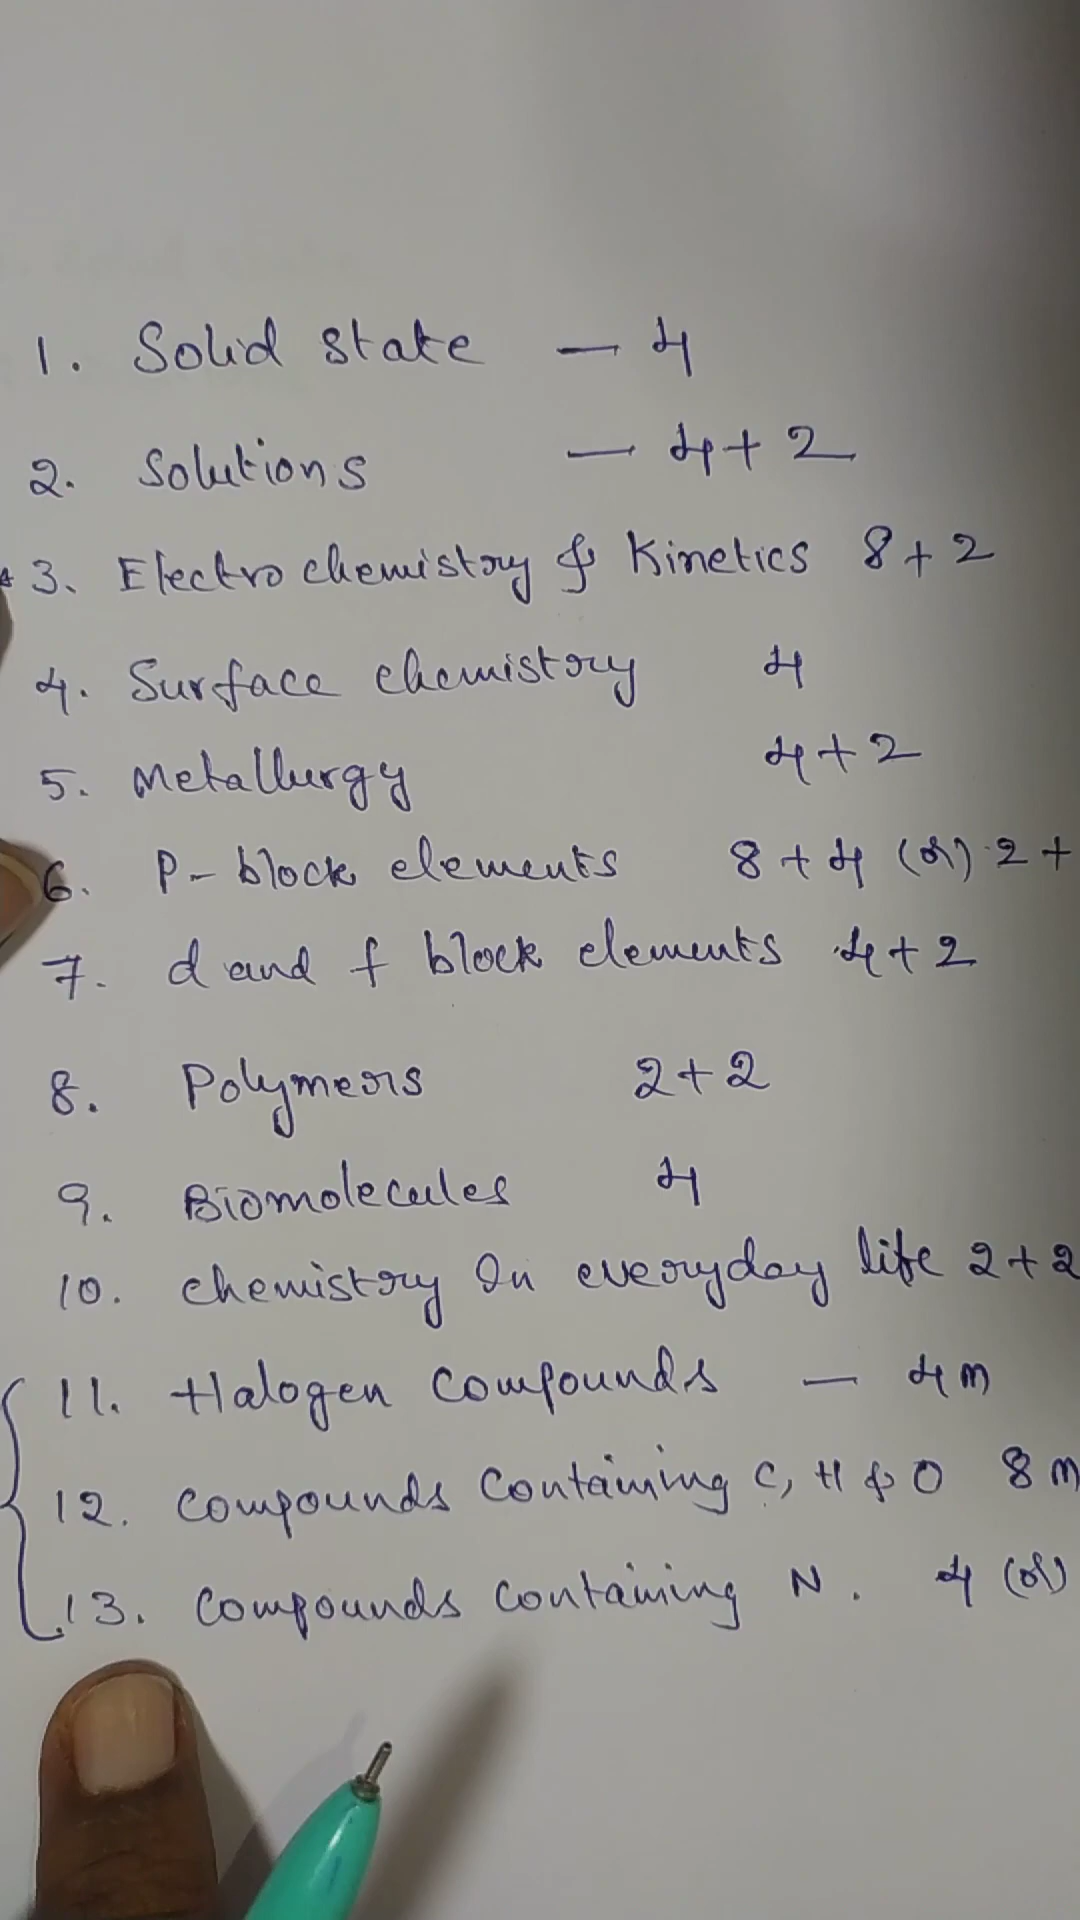 1. Solid state — 4
2. Solutions — 4+2
3. Electro chemistry & Kinetics 8+2
4. Surface chemistry 4
5. Metallurgy 4+2
6. P-block elements 8+4 (or) 2+
7. d and f block elements 4+2
8. Polymers 2+2
9. Biomolecules 4
10. chemistry In everyday life 2+2
11. Halogen compounds — 4m
12. compounds containing C, H & O 8m
13. compounds containing N. 4 (or)